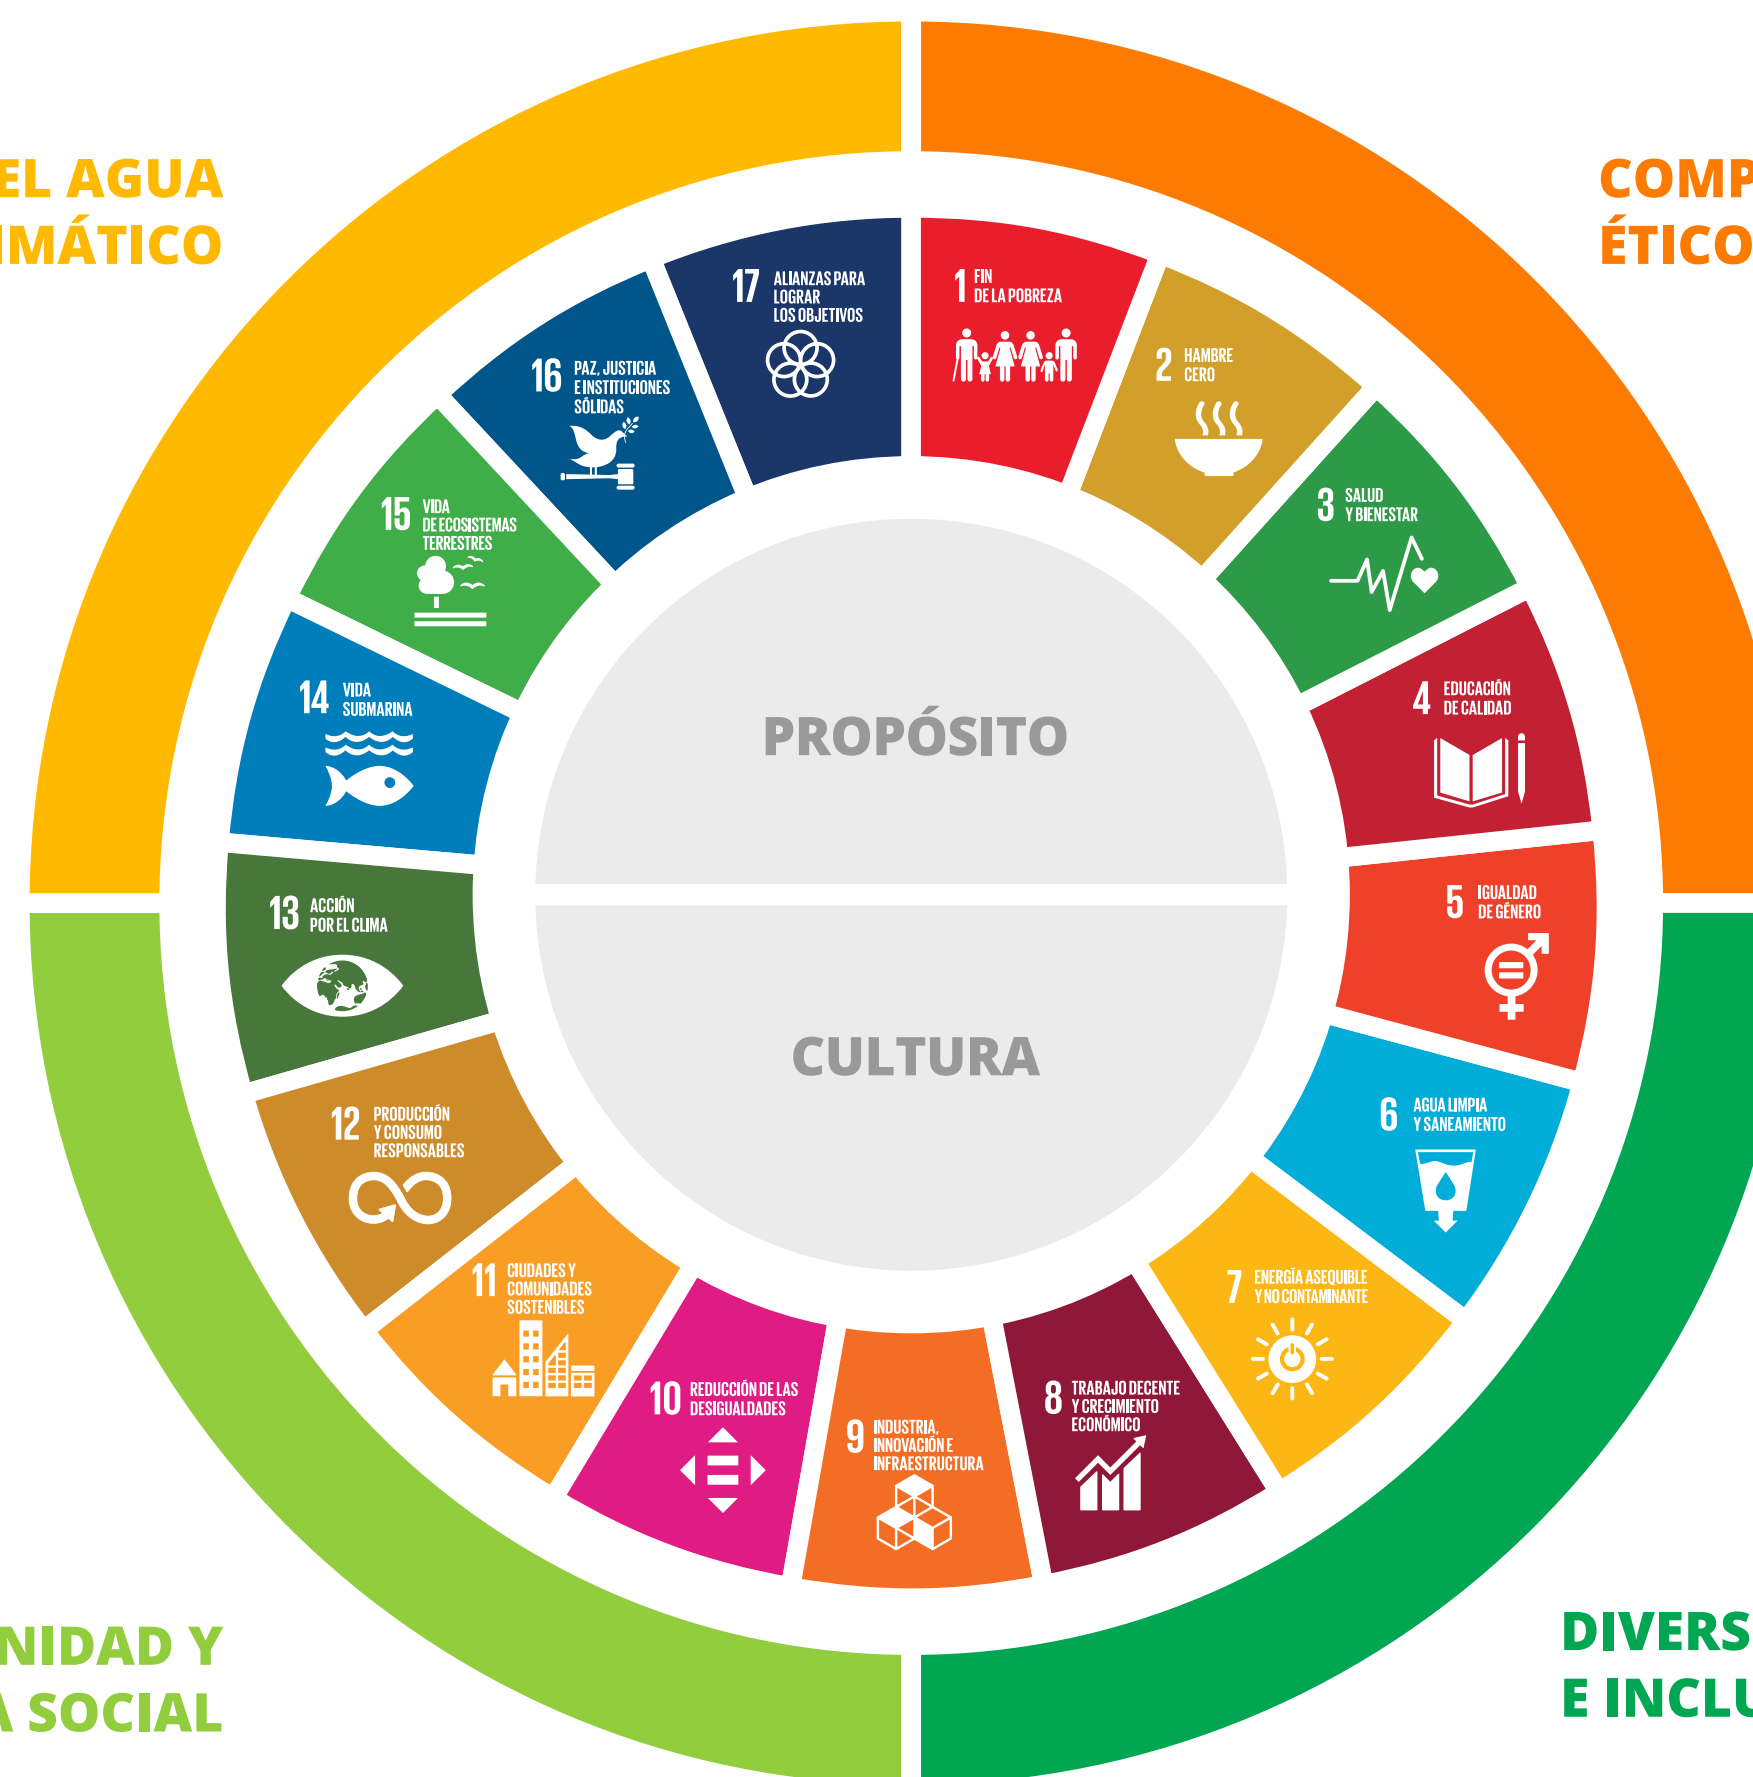 EL AGUA
IMÁTICO
COMP
ÉTICO
17 ALIANZAS PARA
LOGRAR
LOS OBJETIVOS
1 FIN
DE LA POBREZA
16 PAZ, JUSTICIA
E INSTITUCIONES
SÓLIDAS
2 HAMBRE
CERO
15 VIDA
DE ECOSISTEMAS
TERRESTRES
3 SALUD
Y BIENESTAR
14 VIDA
SUBMARINA
4 EDUCACIÓN
DE CALIDAD
PROPÓSITO
13 ACCIÓN
POR EL CLIMA
5 IGUALDAD
DE GÉNERO
CULTURA
12 PRODUCCIÓN
Y CONSUMO
RESPONSABLES
6 AGUA LIMPIA
Y SANEAMIENTO
11 CIUDADES Y
COMUNIDADES
SOSTENIBLES
7 ENERGÍA ASEQUIBLE
Y NO CONTAMINANTE
10 REDUCCIÓN DE LAS
DESIGUALDADES
9 INDUSTRIA,
INNOVACIÓN E
INFRAESTRUCTURA
8 TRABAJO DECENTE
Y CRECIMIENTO
ECONÓMICO
NIDAD Y
A SOCIAL
DIVERS
E INCLU